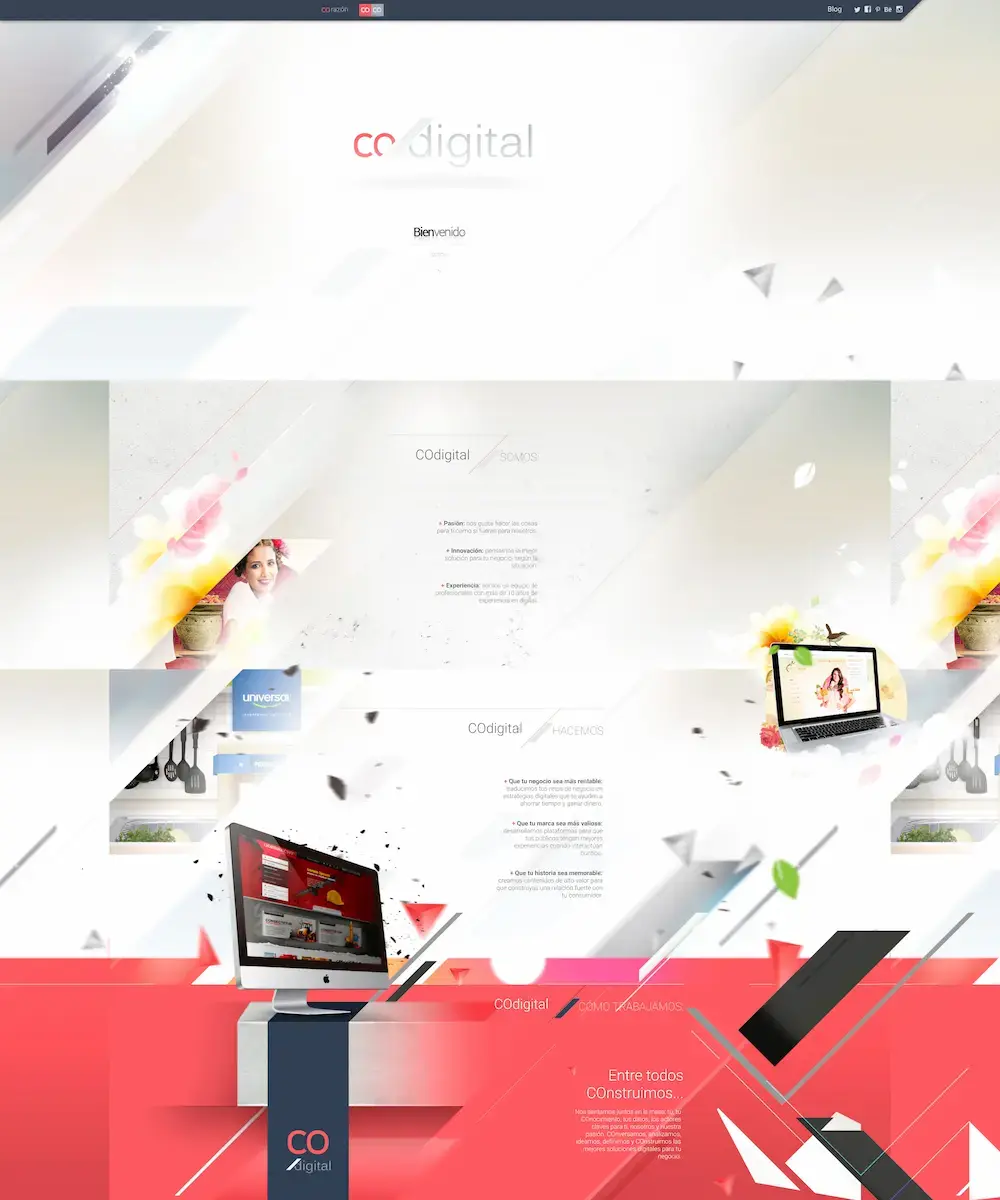 CO razón
CO CO
Blog
co/digital
Bienvenido
COdigital SOMOS
+ Pasión: nos gusta hacer las cosas
para ti como si fueran para nosotros.
+ Innovación: pensamos la mejor
solución para tu negocio, según tu
situación.
+ Experiencia: somos un equipo de
profesionales con más de 10 años de
experiencia en digital.
universal
COdigital HACEMOS
+ Que tu negocio sea más rentable:
traducimos tus retos de negocio en
estrategias digitales que te ayuden a
ahorrar tiempo y ganar dinero.
+ Que tu marca sea más valiosa:
desarrollamos plataformas para que
tus públicos tengan mejores
experiencias cuando interactúan
contigo.
+ Que tu historia sea memorable:
creamos contenidos de alto valor para
que construyas una relación fuerte con
tu consumidor.
COdigital CÓMO TRABAJAMOS
Entre todos
COnstruimos...
Nos sentamos juntos en la mesa: tú, tu
COnocimiento, tus datos, los actores
claves para ti, nosotros y nuestra
pasión. COnversamos, analizamos,
ideamos, definimos y COnstruimos las
mejores soluciones digitales para tu
negocio.
CO
/digital